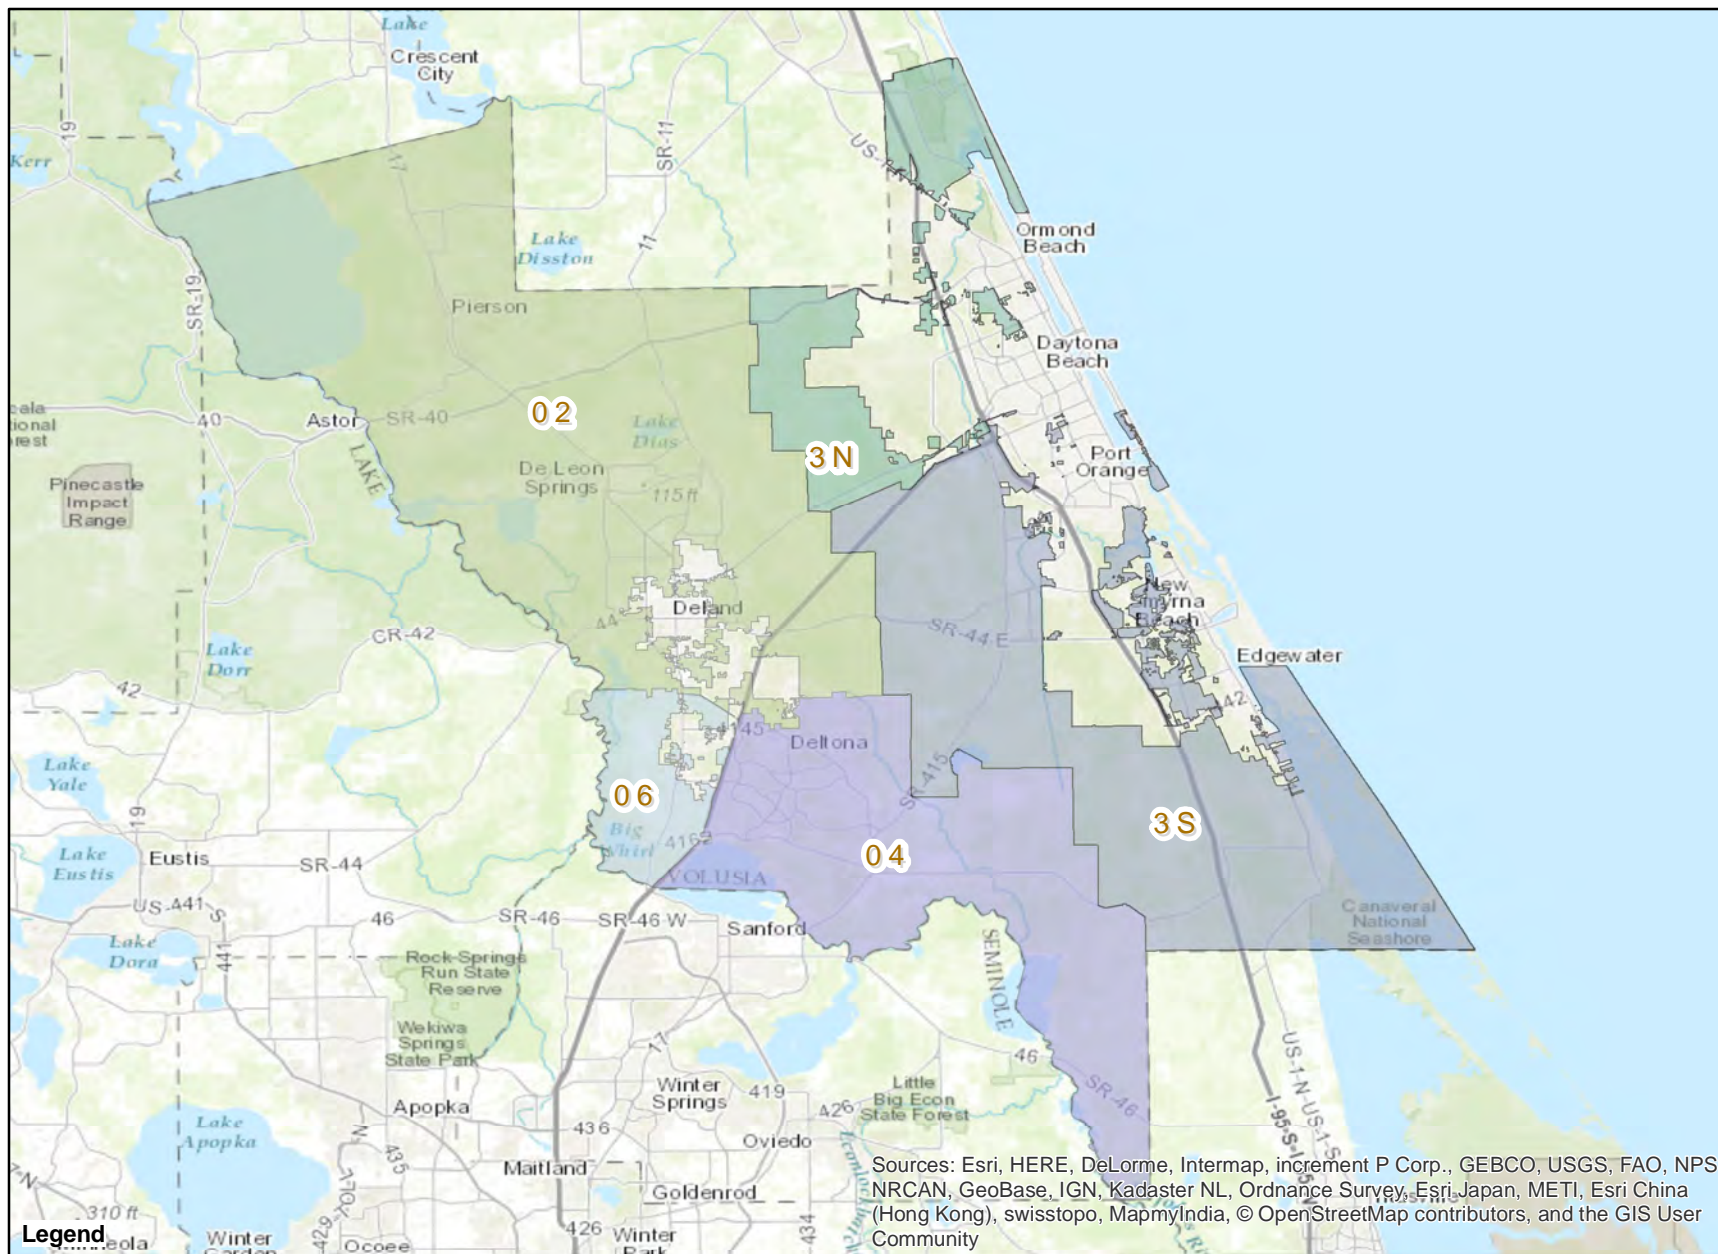 Lake
Crescent
City
19
Kerr
17
SR-11
US-1
Lake
Disston
11
Ormond
Beach
SR-19
Pierson
Daytona
Beach
40
Astor
SR-40
02
Lake
Dias
3N
LAKE
De Leon
Springs
115 ft
Port
Orange
Pinecastle
Impact
Range
New
Smyrna
Beach
Deland
44
SR-44 E
CR-42
Lake
Dorr
Edgewater
42
442
4145
Deltona
SR-415
Lake
Yale
06
19
Big
Whirl
4162
3S
04
VOLUSIA
Lake
Eustis
Eustis
SR-44
US-441
S
46
SR-46
SR-46 W
Sanford
Canaveral
National
Seashore
Lake
Dora
441
Rock Springs
Run State
Reserve
SEMINOLE
Wekiwa
Springs
State Park
17
46
SR-46
US-1-N-US-1-S
I-95-S-I-95-N
Winter
Springs
419
Little
Big Econ
State Forest
426
Apopka
Lake
Apopka
436
Oviedo
435
Maitland
Goldenrod
434
310 ft
426
Winter
Park
Ocoee
Winter
Garden
Sources: Esri, HERE, DeLorme, Intermap, increment P Corp., GEBCO, USGS, FAO, NPS
NRCAN, GeoBase, IGN, Kadaster NL, Ordnance Survey, Esri Japan, METI, Esri China
(Hong Kong), swisstopo, MapmyIndia, © OpenStreetMap contributors, and the GIS User
Community
Legend